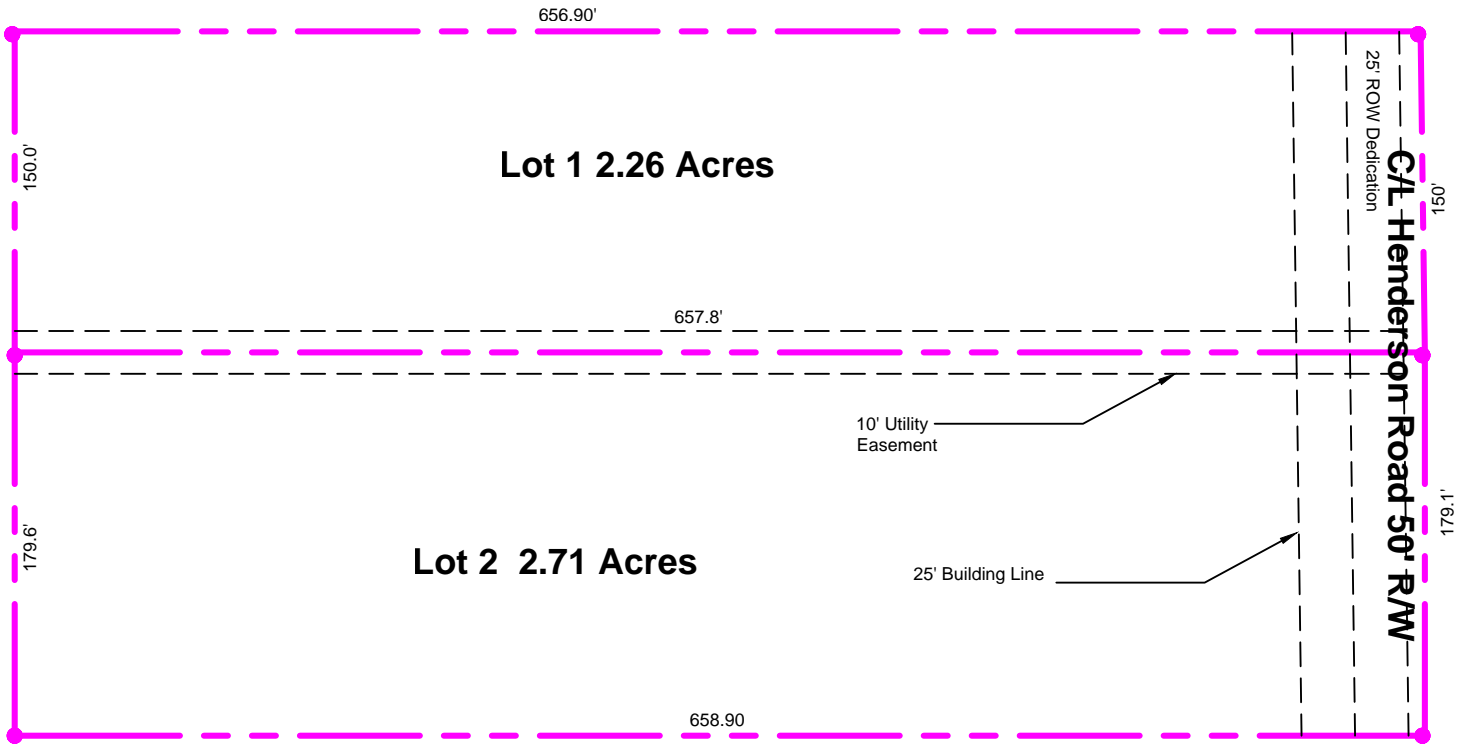 656.90'
25' ROW Dedication
150.0'
Lot 1 2.26 Acres
C/L Henderson Road 50' R/W
150'
657.8'
10' Utility
Easement
179.6'
Lot 2  2.71 Acres
25' Building Line
179.1'
658.90